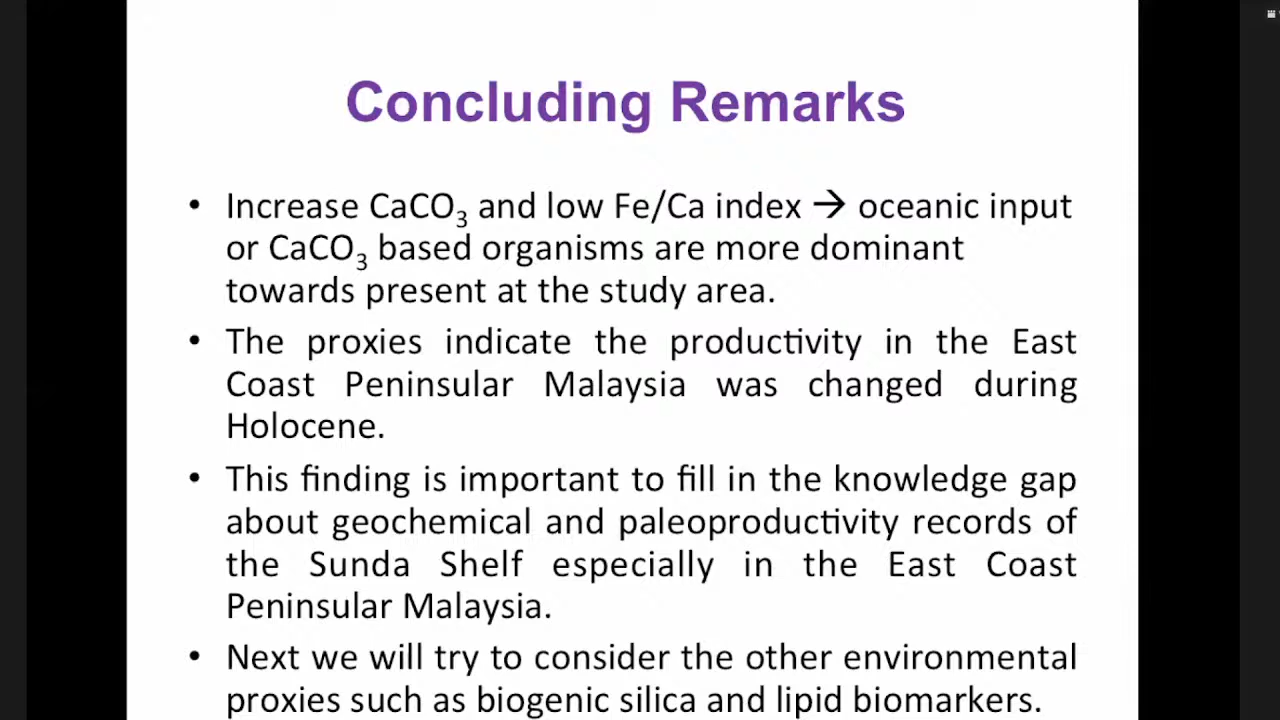 Concluding Remarks
• Increase CaCO₃ and low Fe/Ca index → oceanic input
or CaCO₃ based organisms are more dominant
towards present at the study area.
• The proxies indicate the productivity in the East
Coast Peninsular Malaysia was changed during
Holocene.
• This finding is important to fill in the knowledge gap
about geochemical and paleoproductivity records of
the Sunda Shelf especially in the East Coast
Peninsular Malaysia.
• Next we will try to consider the other environmental
proxies such as biogenic silica and lipid biomarkers.